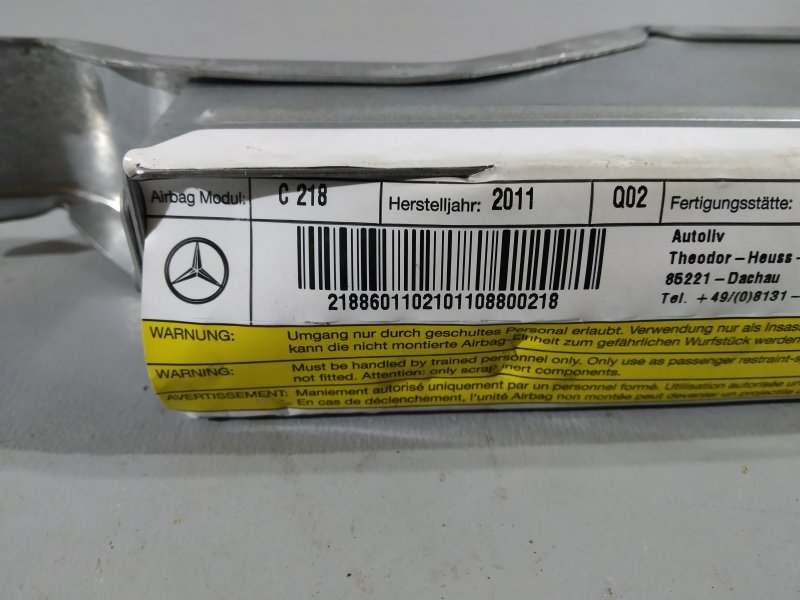 Airbag Modul: C 218 Herstelljahr: 2011 Q02 Fertigungsstätte:
Autoliv
Theodor-Heuss-
85221-Dachau
Tel. +49/(0)8131-
2188601102101108800218
WARNUNG: Umgang nur durch geschultes Personal erlaubt. Verwendung nur als Insass
kann die nicht montierte Airbag Einheit zum gefährlichen Wurfstück werden
WARNING: Must be handled by trained personnel only. Only use as passenger restraint-s
not fitted. Attention: only scrap inert components.
AVERTISSEMENT: Maniement autorisé uniquement par un personnel formé. Utilisation autorisée un
En cas de déclenchement, l'unité Airbag non montée peut devenir un projectile